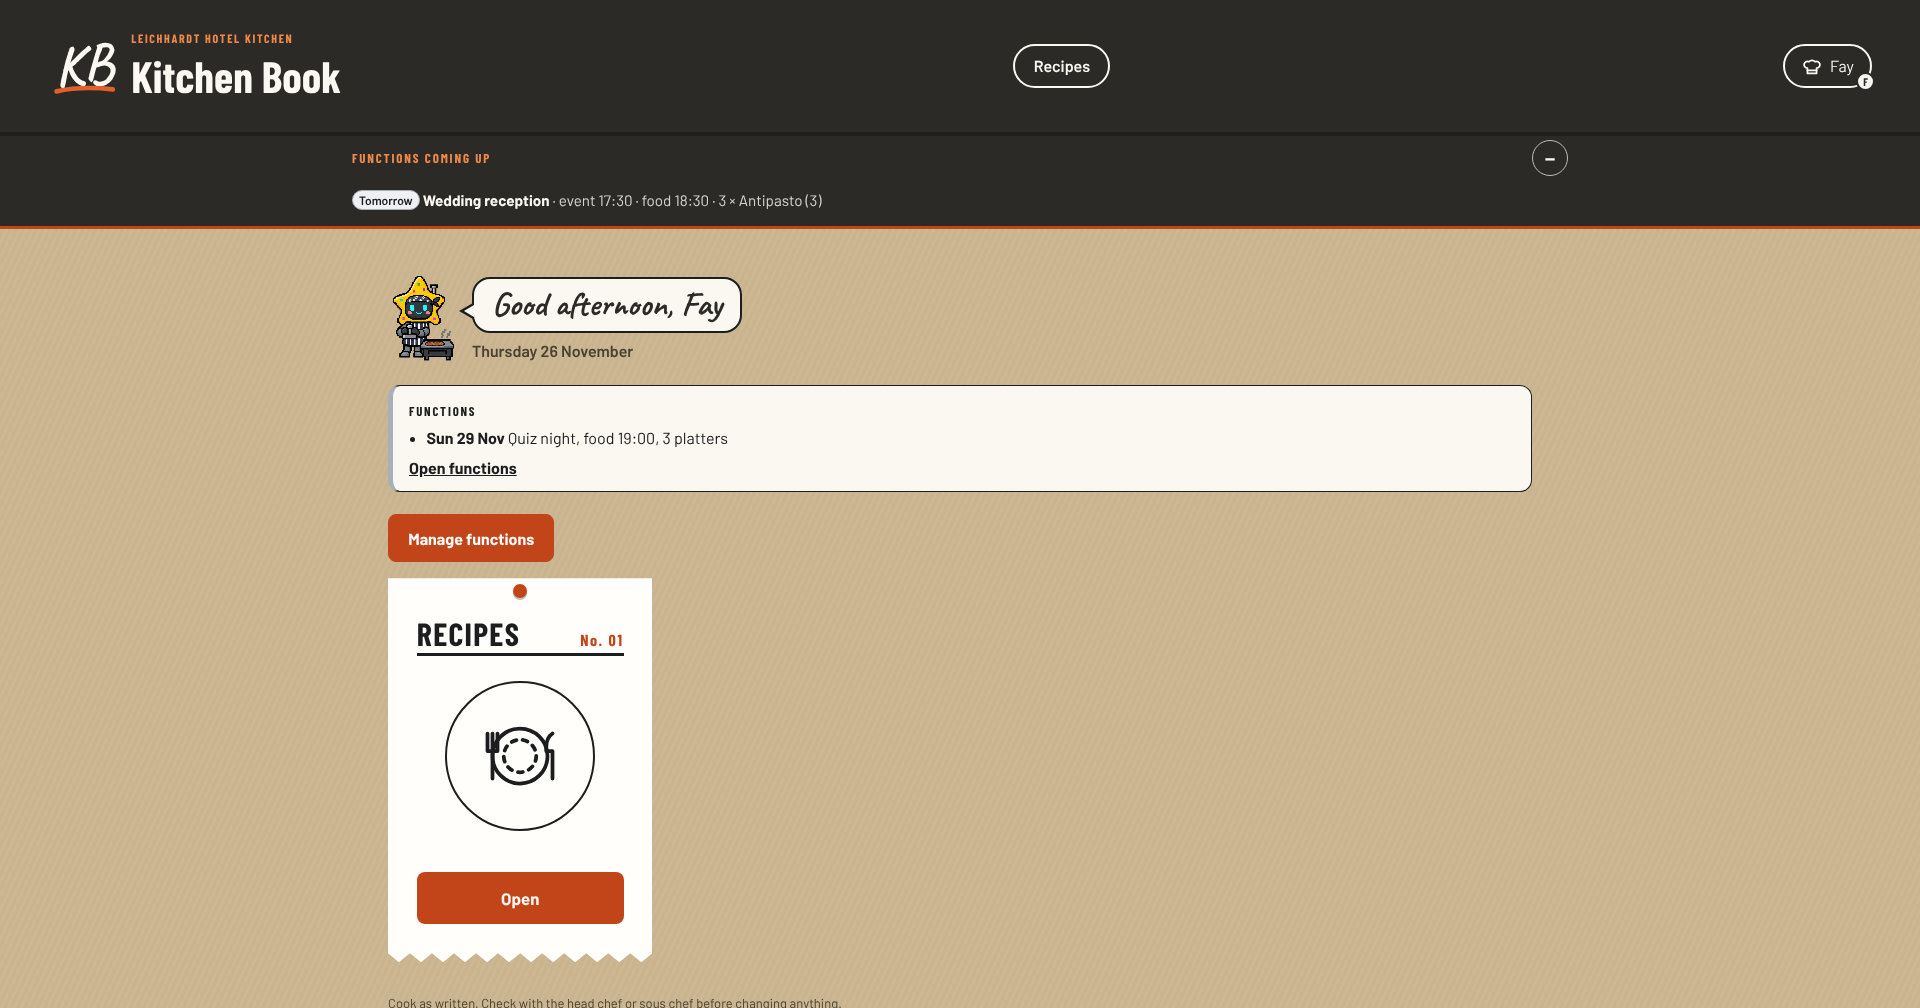 KB
LEICHHARDT HOTEL KITCHEN
Kitchen Book
Recipes
Fay
F
FUNCTIONS COMING UP
Tomorrow Wedding reception · event 17:30 · food 18:30 · 3 × Antipasto (3)
Good afternoon, Fay
Thursday 26 November
FUNCTIONS
• Sun 29 Nov Quiz night, food 19:00, 3 platters
Open functions
Manage functions
RECIPES No. 01
Open
Cook as written. Check with the head chef or sous chef before changing anything.